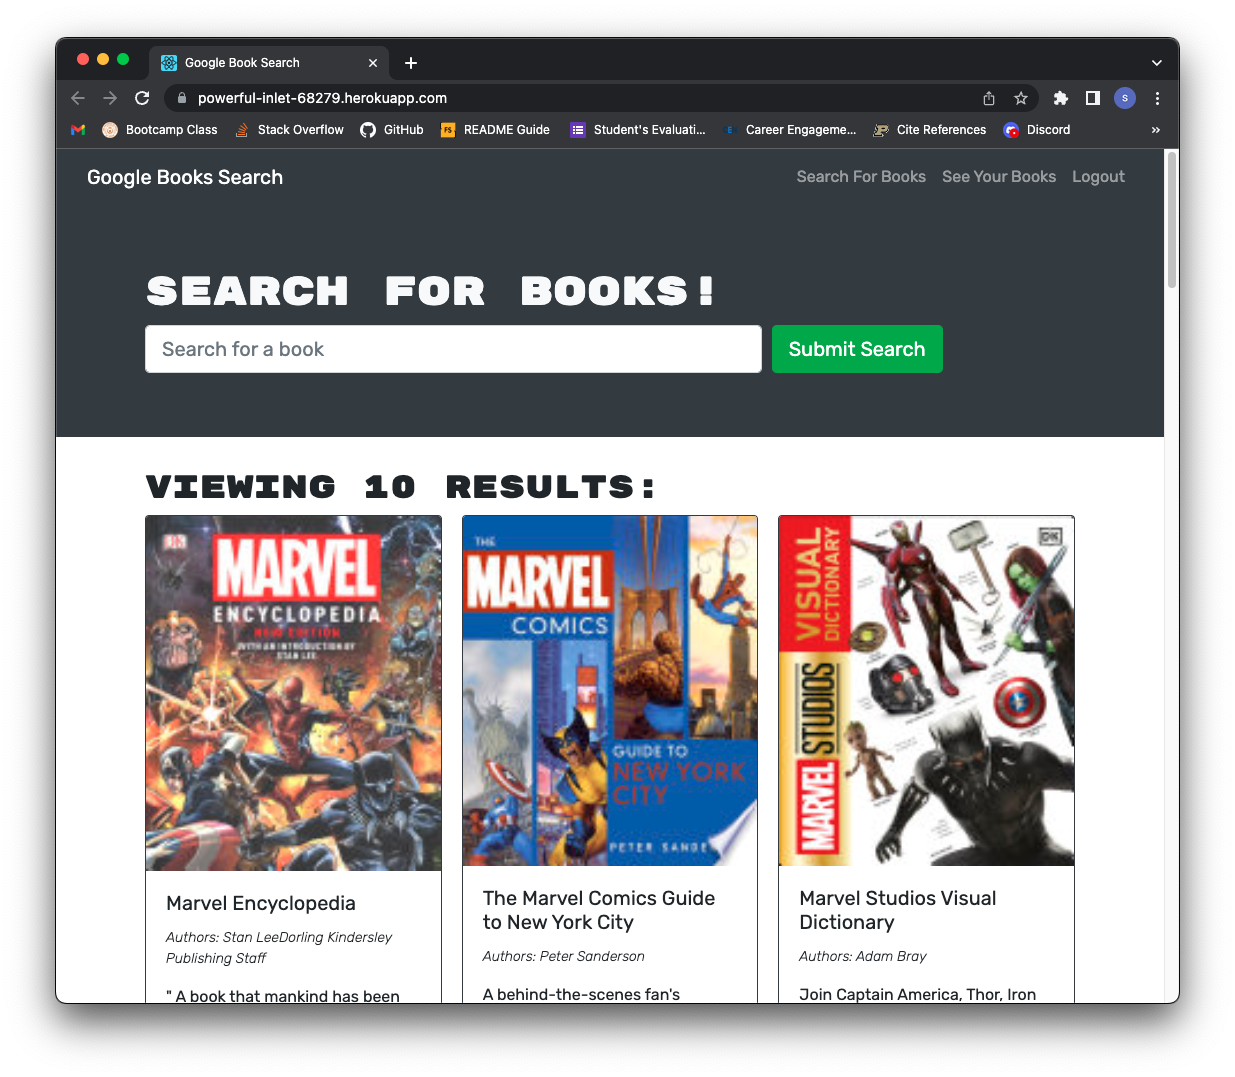 Google Book Search
powerful-inlet-68279.herokuapp.com
S
Bootcamp Class
Stack Overflow
GitHub
FS
README Guide
Student's Evaluati...
E
Career Engageme...
Cite References
Discord
»
Google Books Search
Search For Books
See Your Books
Logout
SEARCH FOR BOOKS!
Search for a book
Submit Search
VIEWING 10 RESULTS:
DK
MARVEL
ENCYCLOPEDIA
NEW EDITION
WITH AN INTRODUCTION BY
STAN LEE
THE
MARVEL
COMICS
GUIDE TO
NEW YORK
CITY
PETER SANDE
VISUAL
DICTIONARY
MARVEL STUDIOS
DK
Marvel Encyclopedia
Authors: Stan LeeDorling Kindersley
Publishing Staff
" A book that mankind has been
The Marvel Comics Guide
to New York City
Authors: Peter Sanderson
A behind-the-scenes fan's
Marvel Studios Visual
Dictionary
Authors: Adam Bray
Join Captain America, Thor, Iron